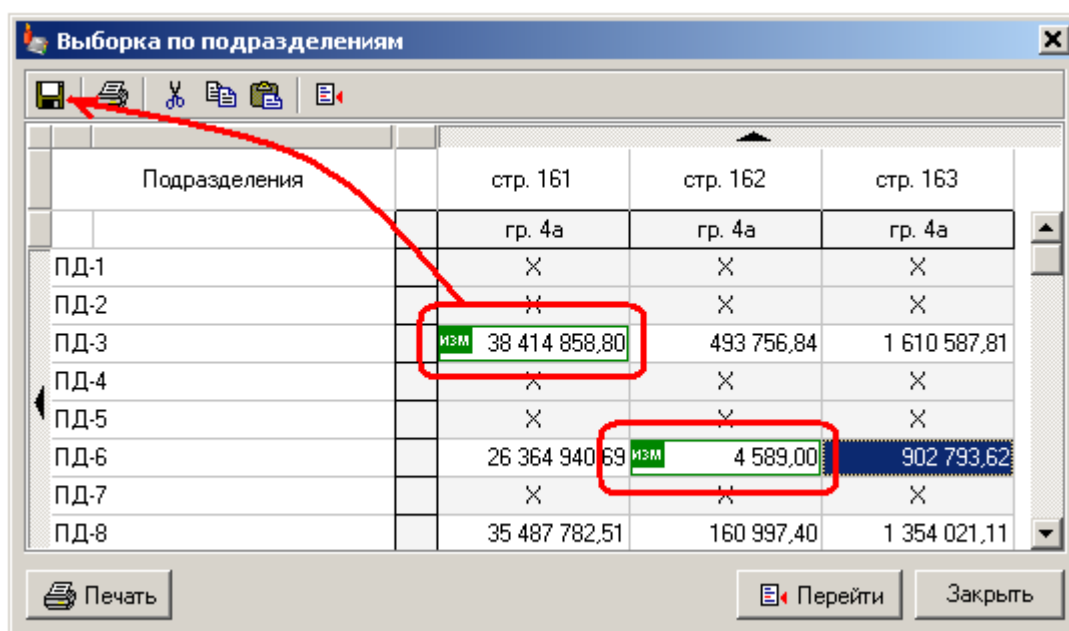 Выборка по подразделениям
Подразделения стр. 161 стр. 162 стр. 163
гр. 4а гр. 4а гр. 4а
ПД-1 X X X
ПД-2 X X X
ПД-3 изм 38 414 858,80 493 756,84 1 610 587,81
ПД-4 X X X
ПД-5 X X X
ПД-6 26 364 940,69 изм 4 589,00 902 793,62
ПД-7 X X X
ПД-8 35 487 782,51 160 997,40 1 354 021,11
Печать Перейти Закрыть